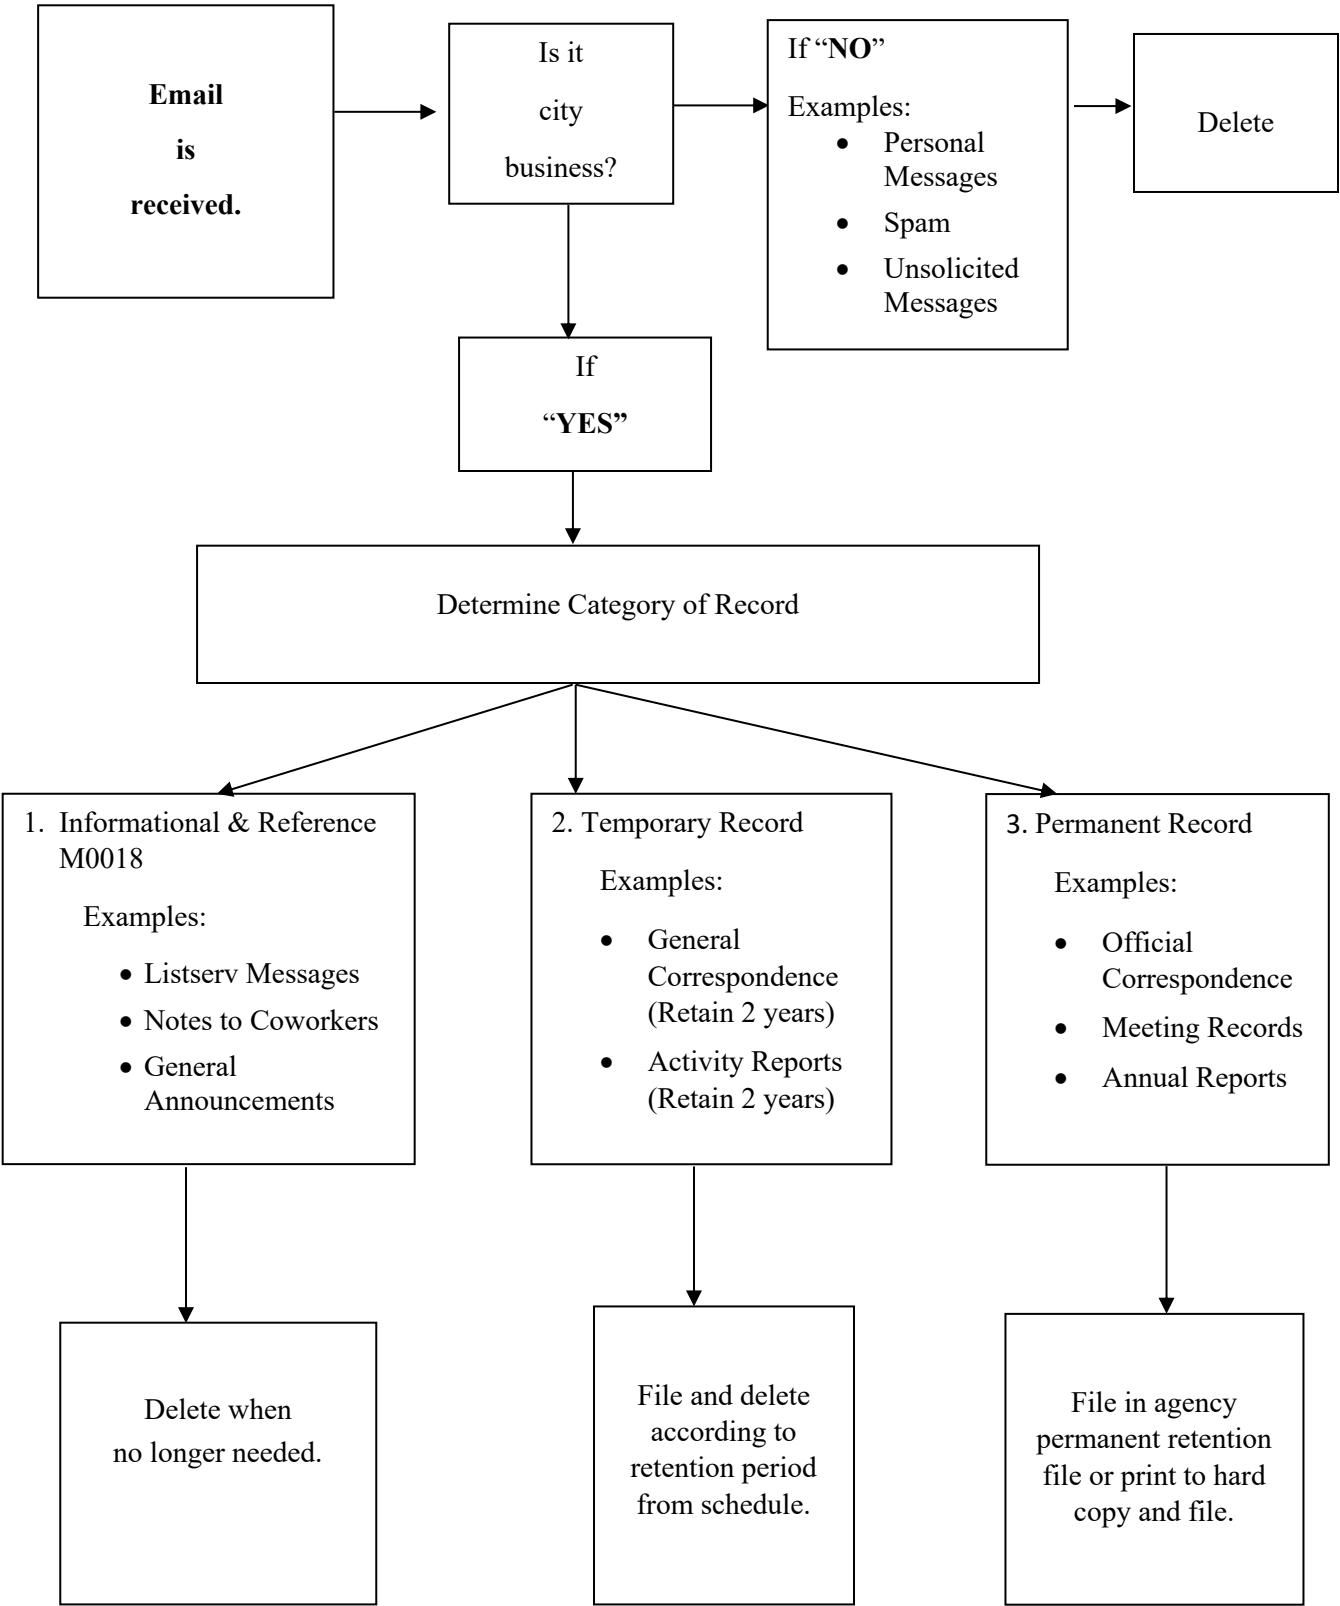 Email
is
received.
Is it
city
business?
If “NO”
Examples:
• Personal
Messages
• Spam
• Unsolicited
Messages
Delete
If
“YES”
Determine Category of Record
1. Informational & Reference
M0018
Examples:
• Listserv Messages
• Notes to Coworkers
• General
Announcements
2. Temporary Record
Examples:
• General
Correspondence
(Retain 2 years)
• Activity Reports
(Retain 2 years)
3. Permanent Record
Examples:
• Official
Correspondence
• Meeting Records
• Annual Reports
Delete when
no longer needed.
File and delete
according to
retention period
from schedule.
File in agency
permanent retention
file or print to hard
copy and file.